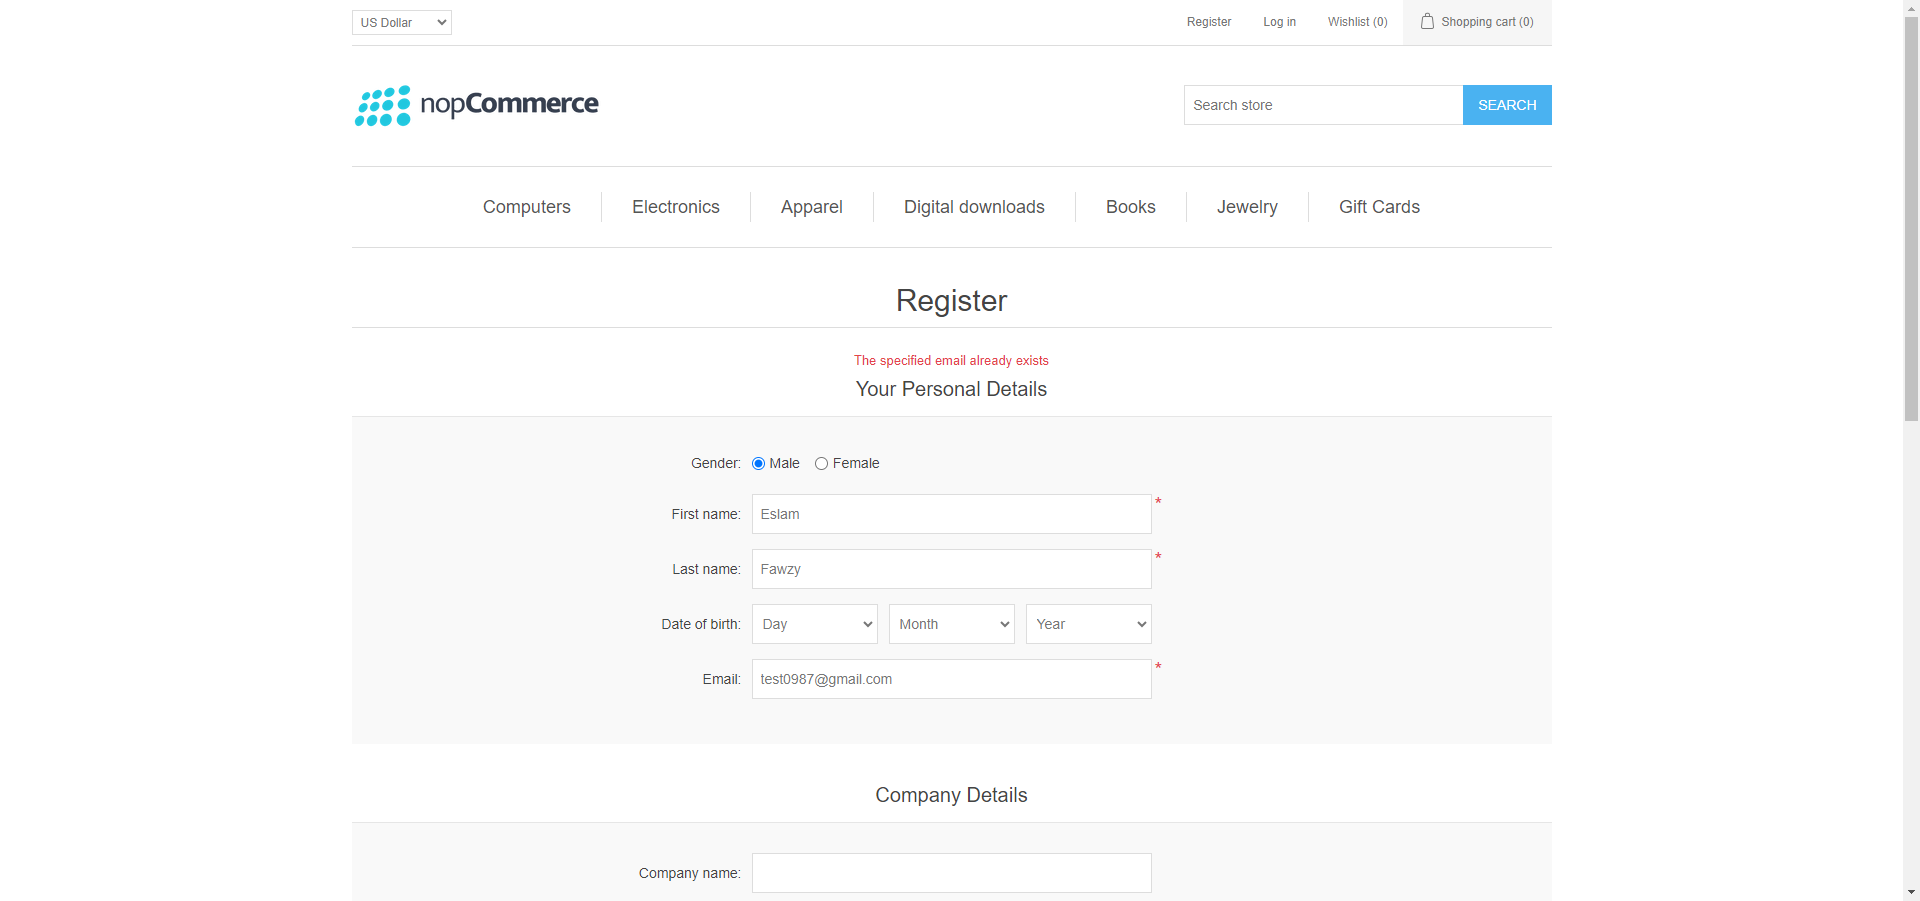 US Dollar
Register Log in Wishlist (0) Shopping cart (0)
nopCommerce
Search store SEARCH
Computers Electronics Apparel Digital downloads Books Jewelry Gift Cards
Register
The specified email already exists
Your Personal Details
Gender: Male Female
First name: Eslam *
Last name: Fawzy *
Date of birth: Day Month Year
Email: test0987@gmail.com *
Company Details
Company name: